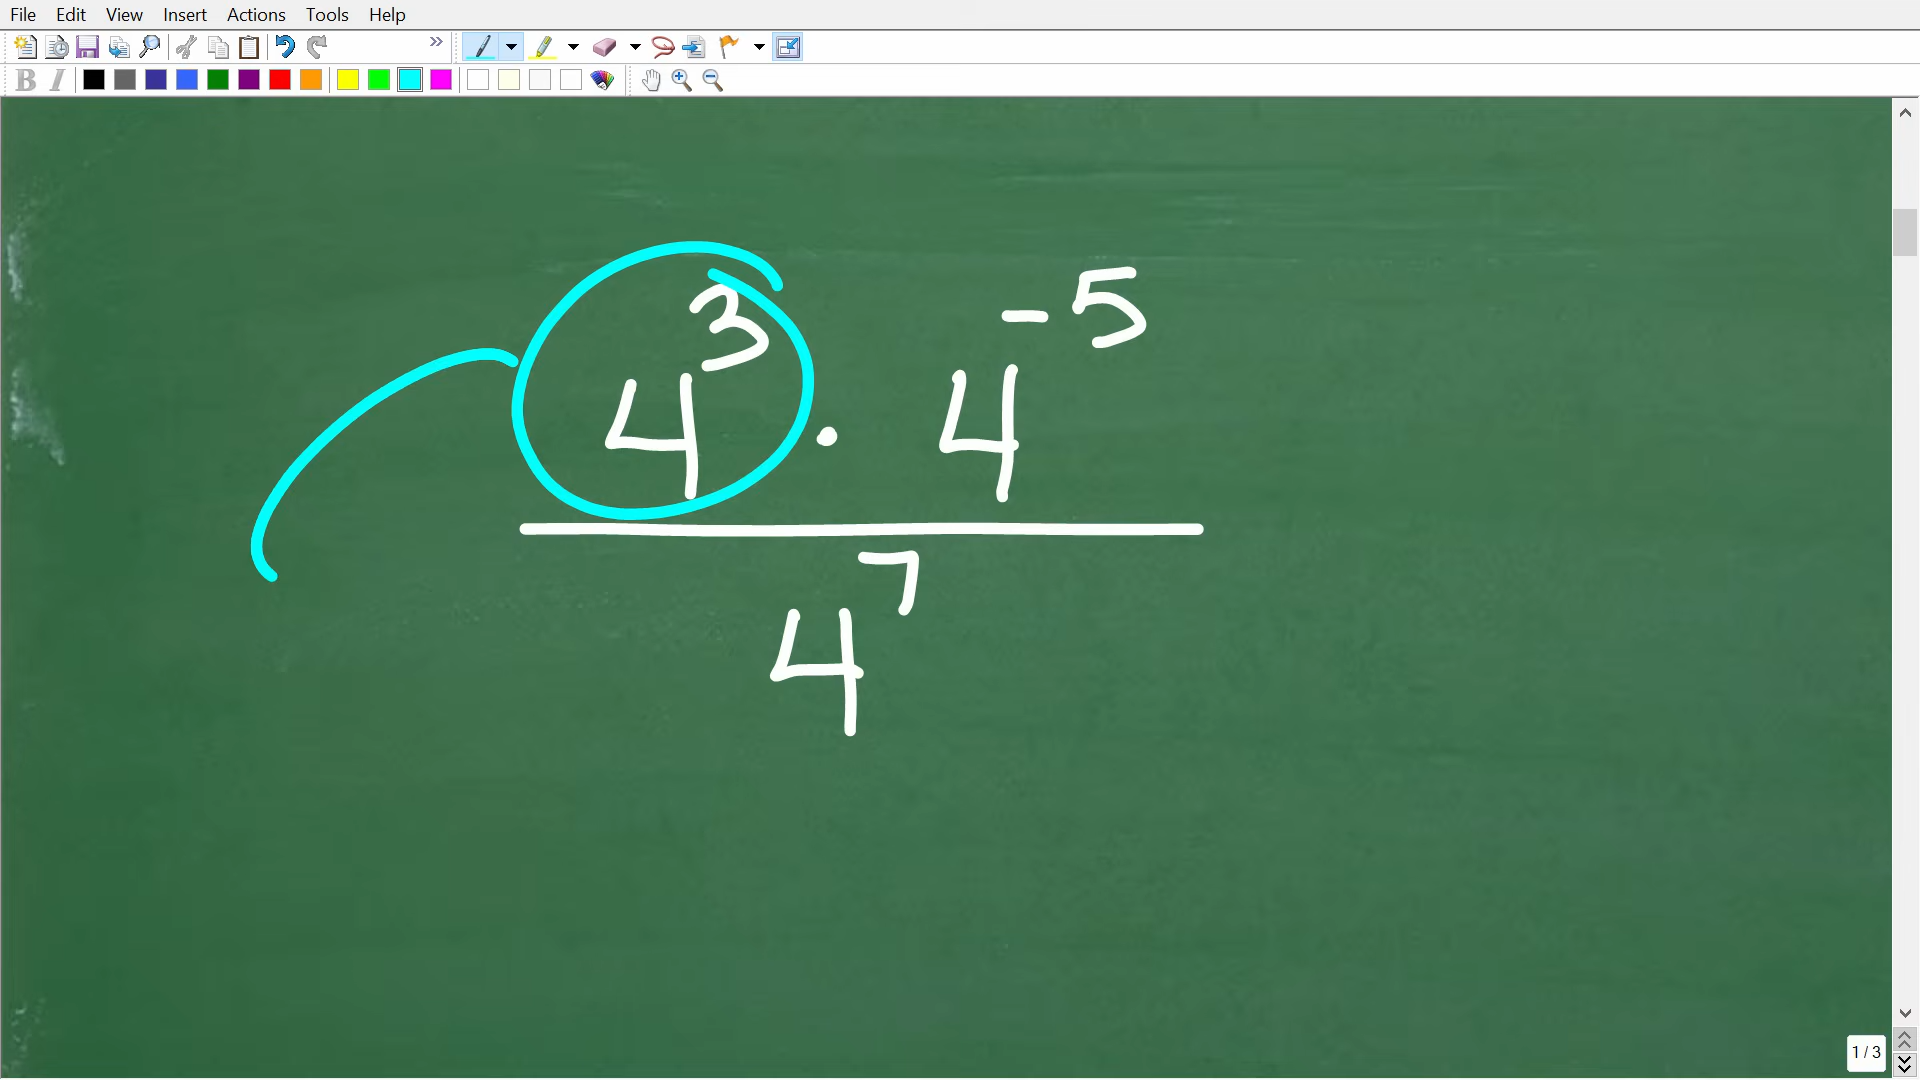 File Edit View Insert Actions Tools Help
B I
4³ · 4⁻⁵
4⁷
1 / 3